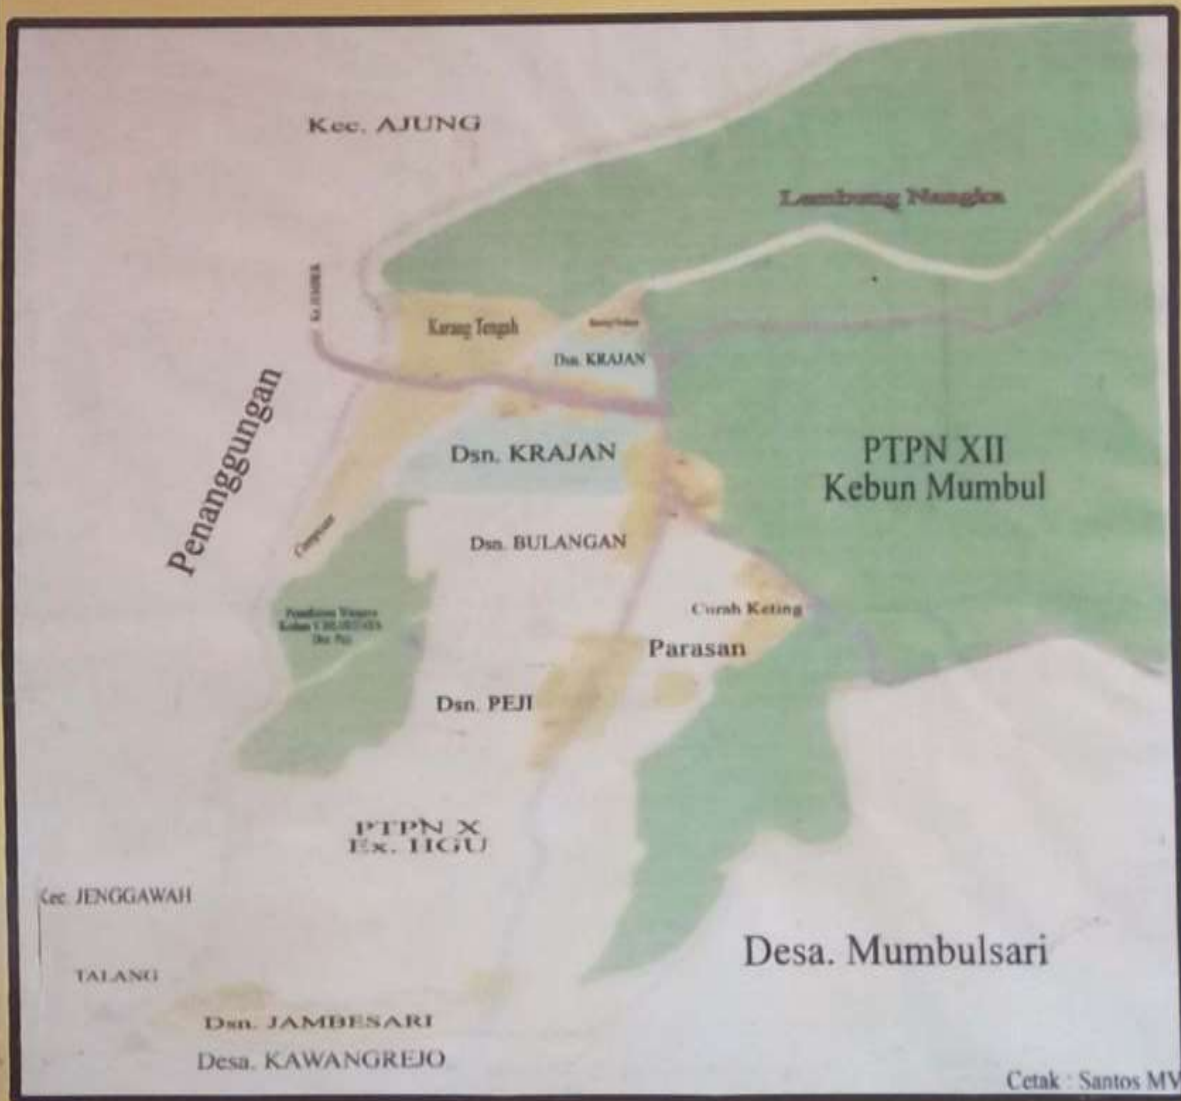 Kec. AJUNG
Lembung Nangka
Karang Tengah
Dsn. KRAJAN
Penanggungan
Dsn. KRAJAN
PTPN XII
Kebun Mumbul
Dsn. BULANGAN
Curah Keting
Parasan
Dsn. PEJI
PTPN X
Ex. HGU
Kec. JENGGAWAH
Desa. Mumbulsari
TALANG
Dsn. JAMBESARI
Desa. KAWANGREJO
Cetak : Santos MV